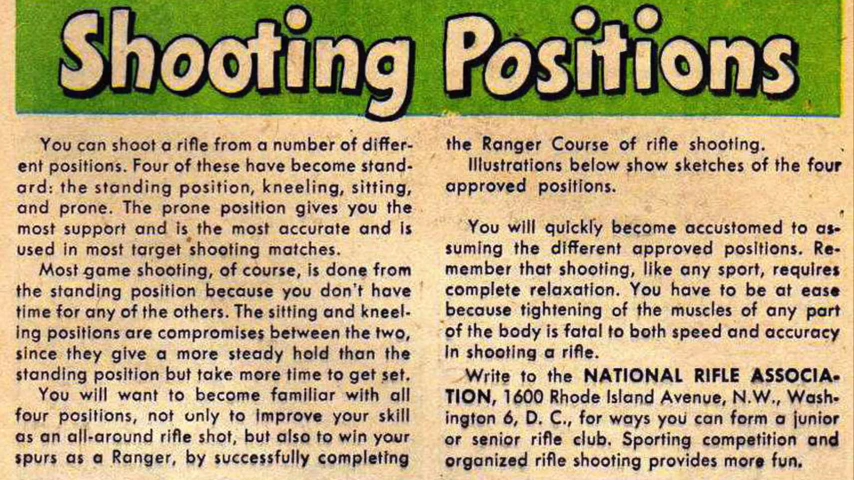 Shooting Positions
You can shoot a rifle from a number of differ-
ent positions. Four of these have become stand-
ard: the standing position, kneeling, sitting,
and prone. The prone position gives you the
most support and is the most accurate and is
used in most target shooting matches.
Most game shooting, of course, is done from
the standing position because you don't have
time for any of the others. The sitting and kneel-
ing positions are compromises between the two,
since they give a more steady hold than the
standing position but take more time to get set.
You will want to become familiar with all
four positions, not only to improve your skill
as an all-around rifle shot, but also to win your
spurs as a Ranger, by successfully completing
the Ranger Course of rifle shooting.
Illustrations below show sketches of the four
approved positions.
You will quickly become accustomed to as-
suming the different approved positions. Re-
member that shooting, like any sport, requires
complete relaxation. You have to be at ease
because tightening of the muscles of any part
of the body is fatal to both speed and accuracy
in shooting a rifle.
Write to the NATIONAL RIFLE ASSOCIA-
TION, 1600 Rhode Island Avenue, N.W., Wash-
ington 6, D. C., for ways you can form a junior
or senior rifle club. Sporting competition and
organized rifle shooting provides more fun.